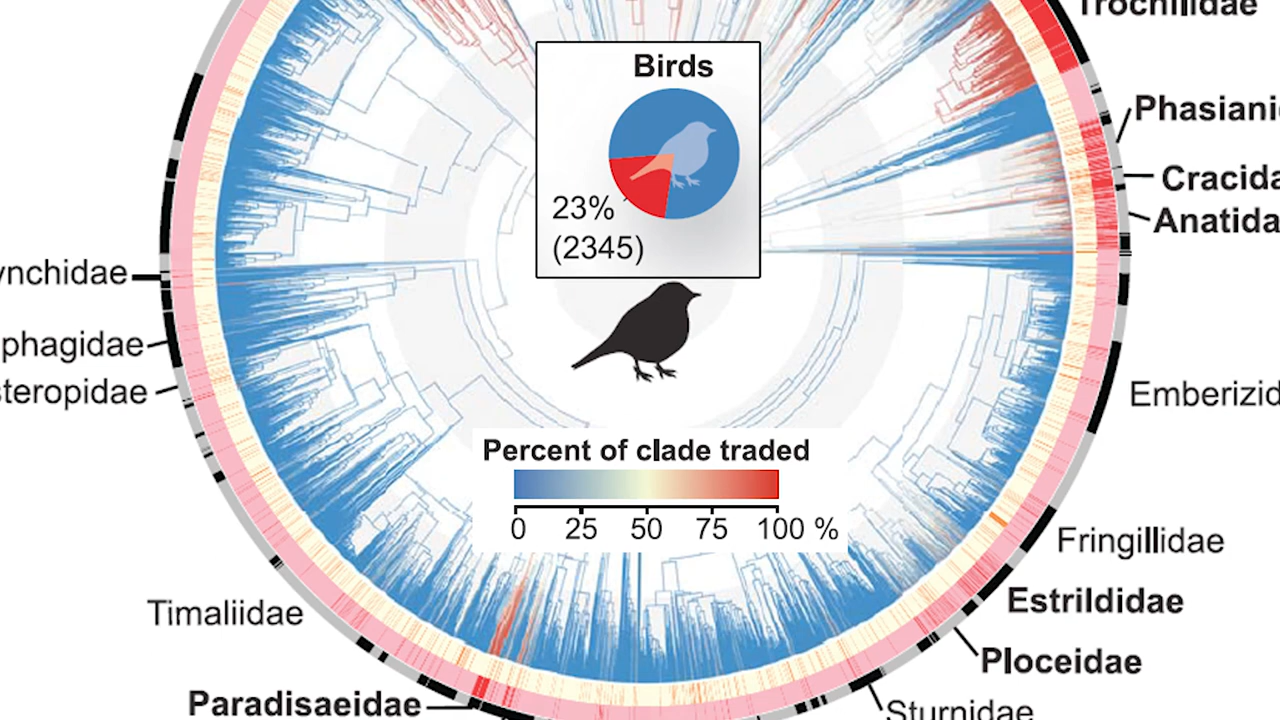 Trochilidae
Birds
Phasiani
Cracida
Anatida
23%
(2345)
ynchidae
phagidae
steropidae
Emberizid
Percent of clade traded
0 25 50 75 100 %
Fringillidae
Estrildidae
Timaliidae
Ploceidae
Paradisaeidae
Sturnidae